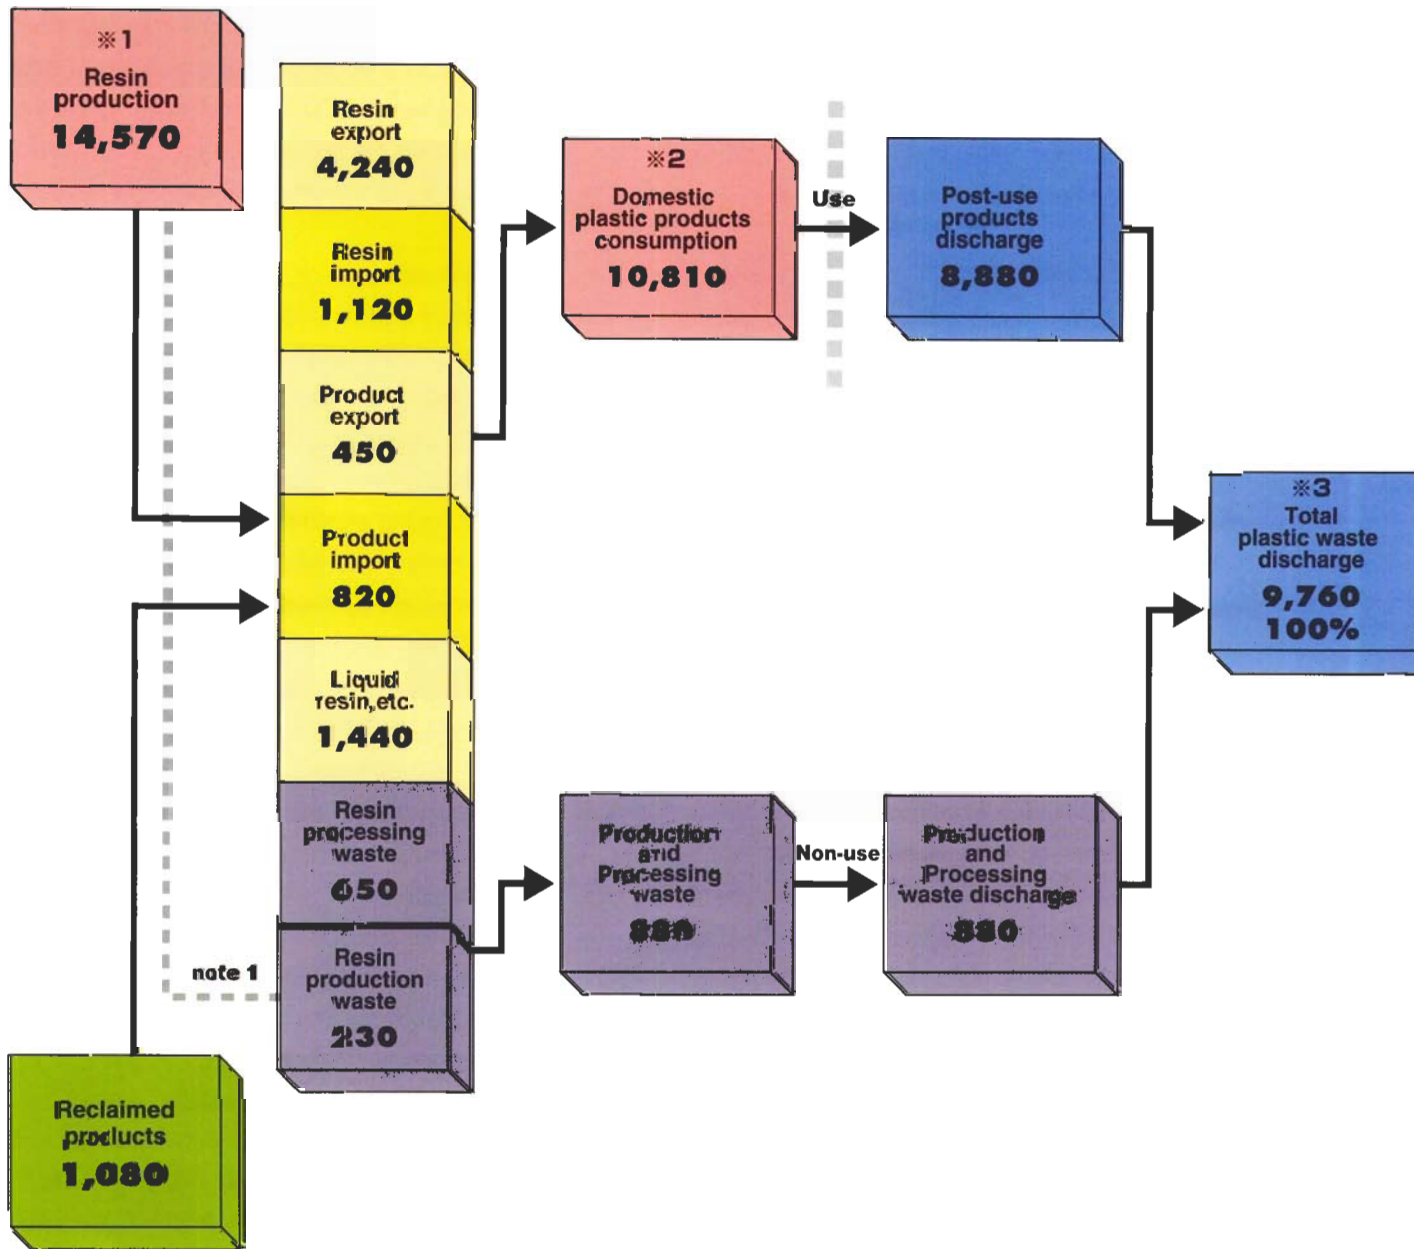 ※1
Resin
production
14,570
Resin
export
4,240
Resin
import
1,120
Product
export
450
Product
import
820
Liquid
resin,etc.
1,440
Resin
processing
waste
650
Resin
production
waste
230
note 1
Reclaimed
products
1,080
※2
Domestic
plastic products
consumption
10,810
Use
Post-use
products
discharge
8,880
Production
and
Processing
waste
880
Non-use
Production
and
Processing
waste discharge
880
※3
Total
plastic waste
discharge
9,760
100%